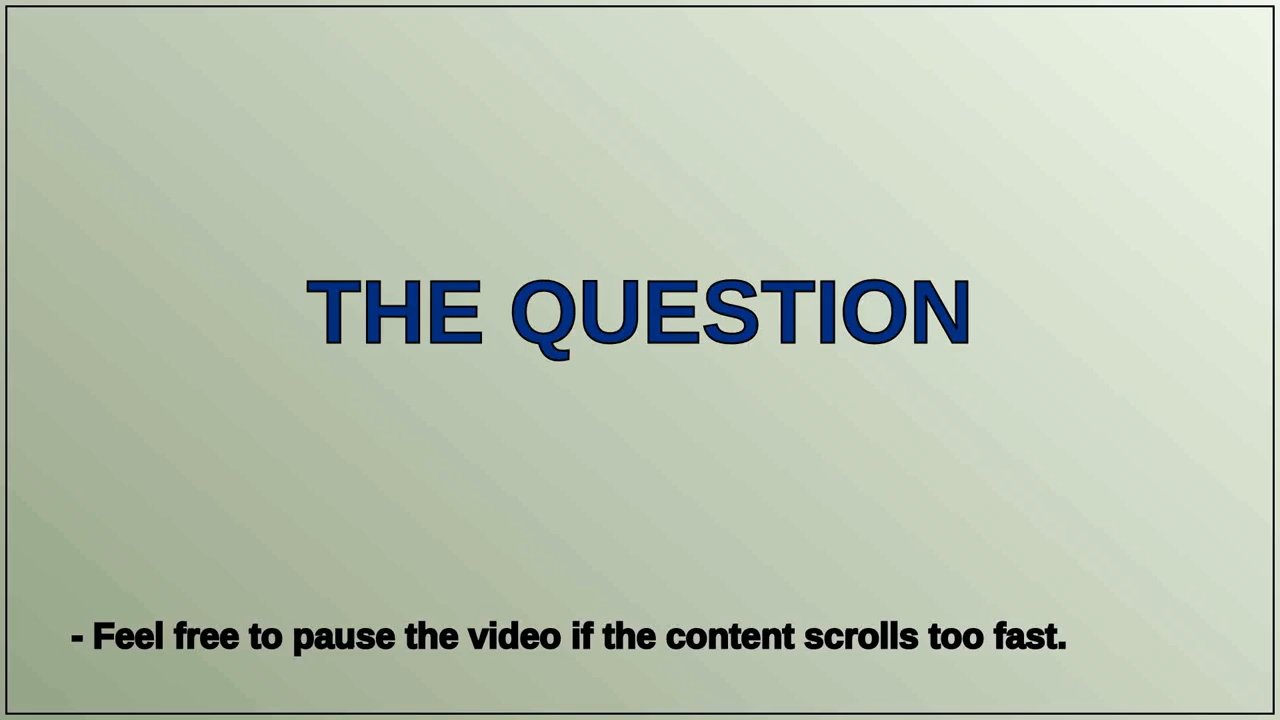 THE QUESTION
- Feel free to pause the video if the content scrolls too fast.